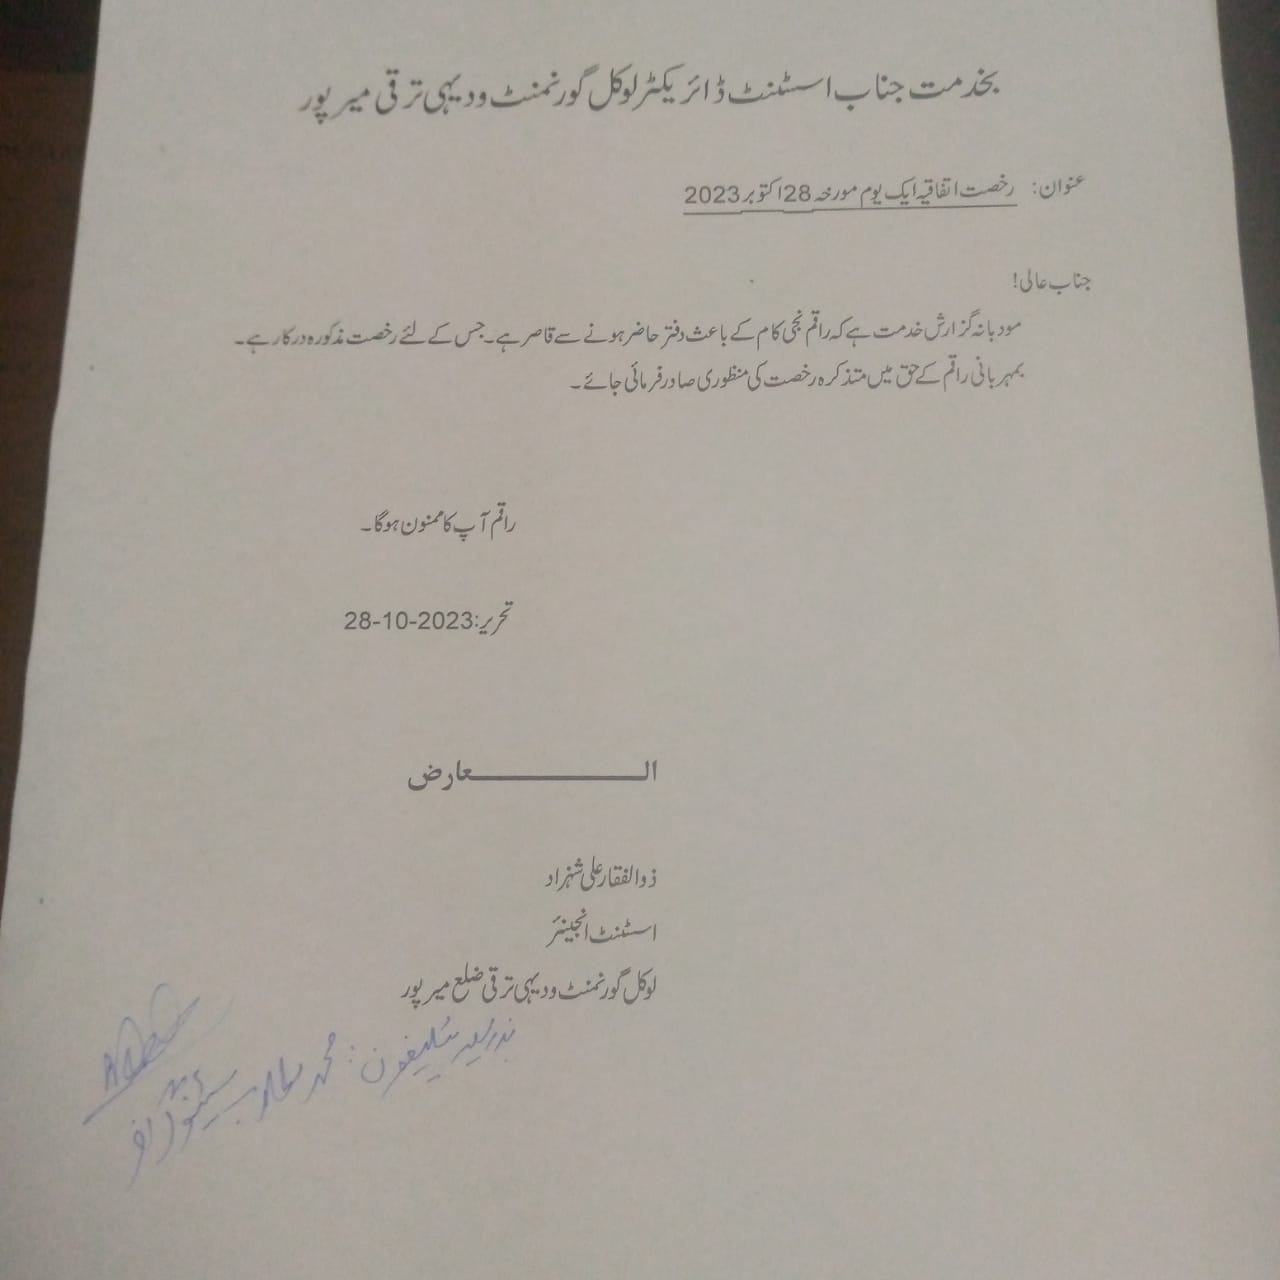 بخدمت جناب اسسٹنٹ ڈائریکٹر لوکل گورنمنٹ ودیہی ترقی میرپور
عنوان: رخصت اتفاقیہ ایک یوم مورخہ 28 اکتوبر 2023
جناب عالی!
مودبانہ گزارش خدمت ہے کہ راقم نجی کام کے باعث دفتر حاضر ہونے سے قاصر ہے۔ جس کے لئے رخصت مذکورہ درکار ہے۔
بمہربانی راقم کے حق میں متذکرہ رخصت کی منظوری صادر فرمائی جائے۔
راقم آپ کا ممنون ہوگا۔
تحریر: 28-10-2023
العارض
ذوالفقار علی شہزاد
اسسٹنٹ انجینئر
لوکل گورنمنٹ ودیہی ترقی ضلع میرپور
بذریعہ ٹیلیفون: محمد